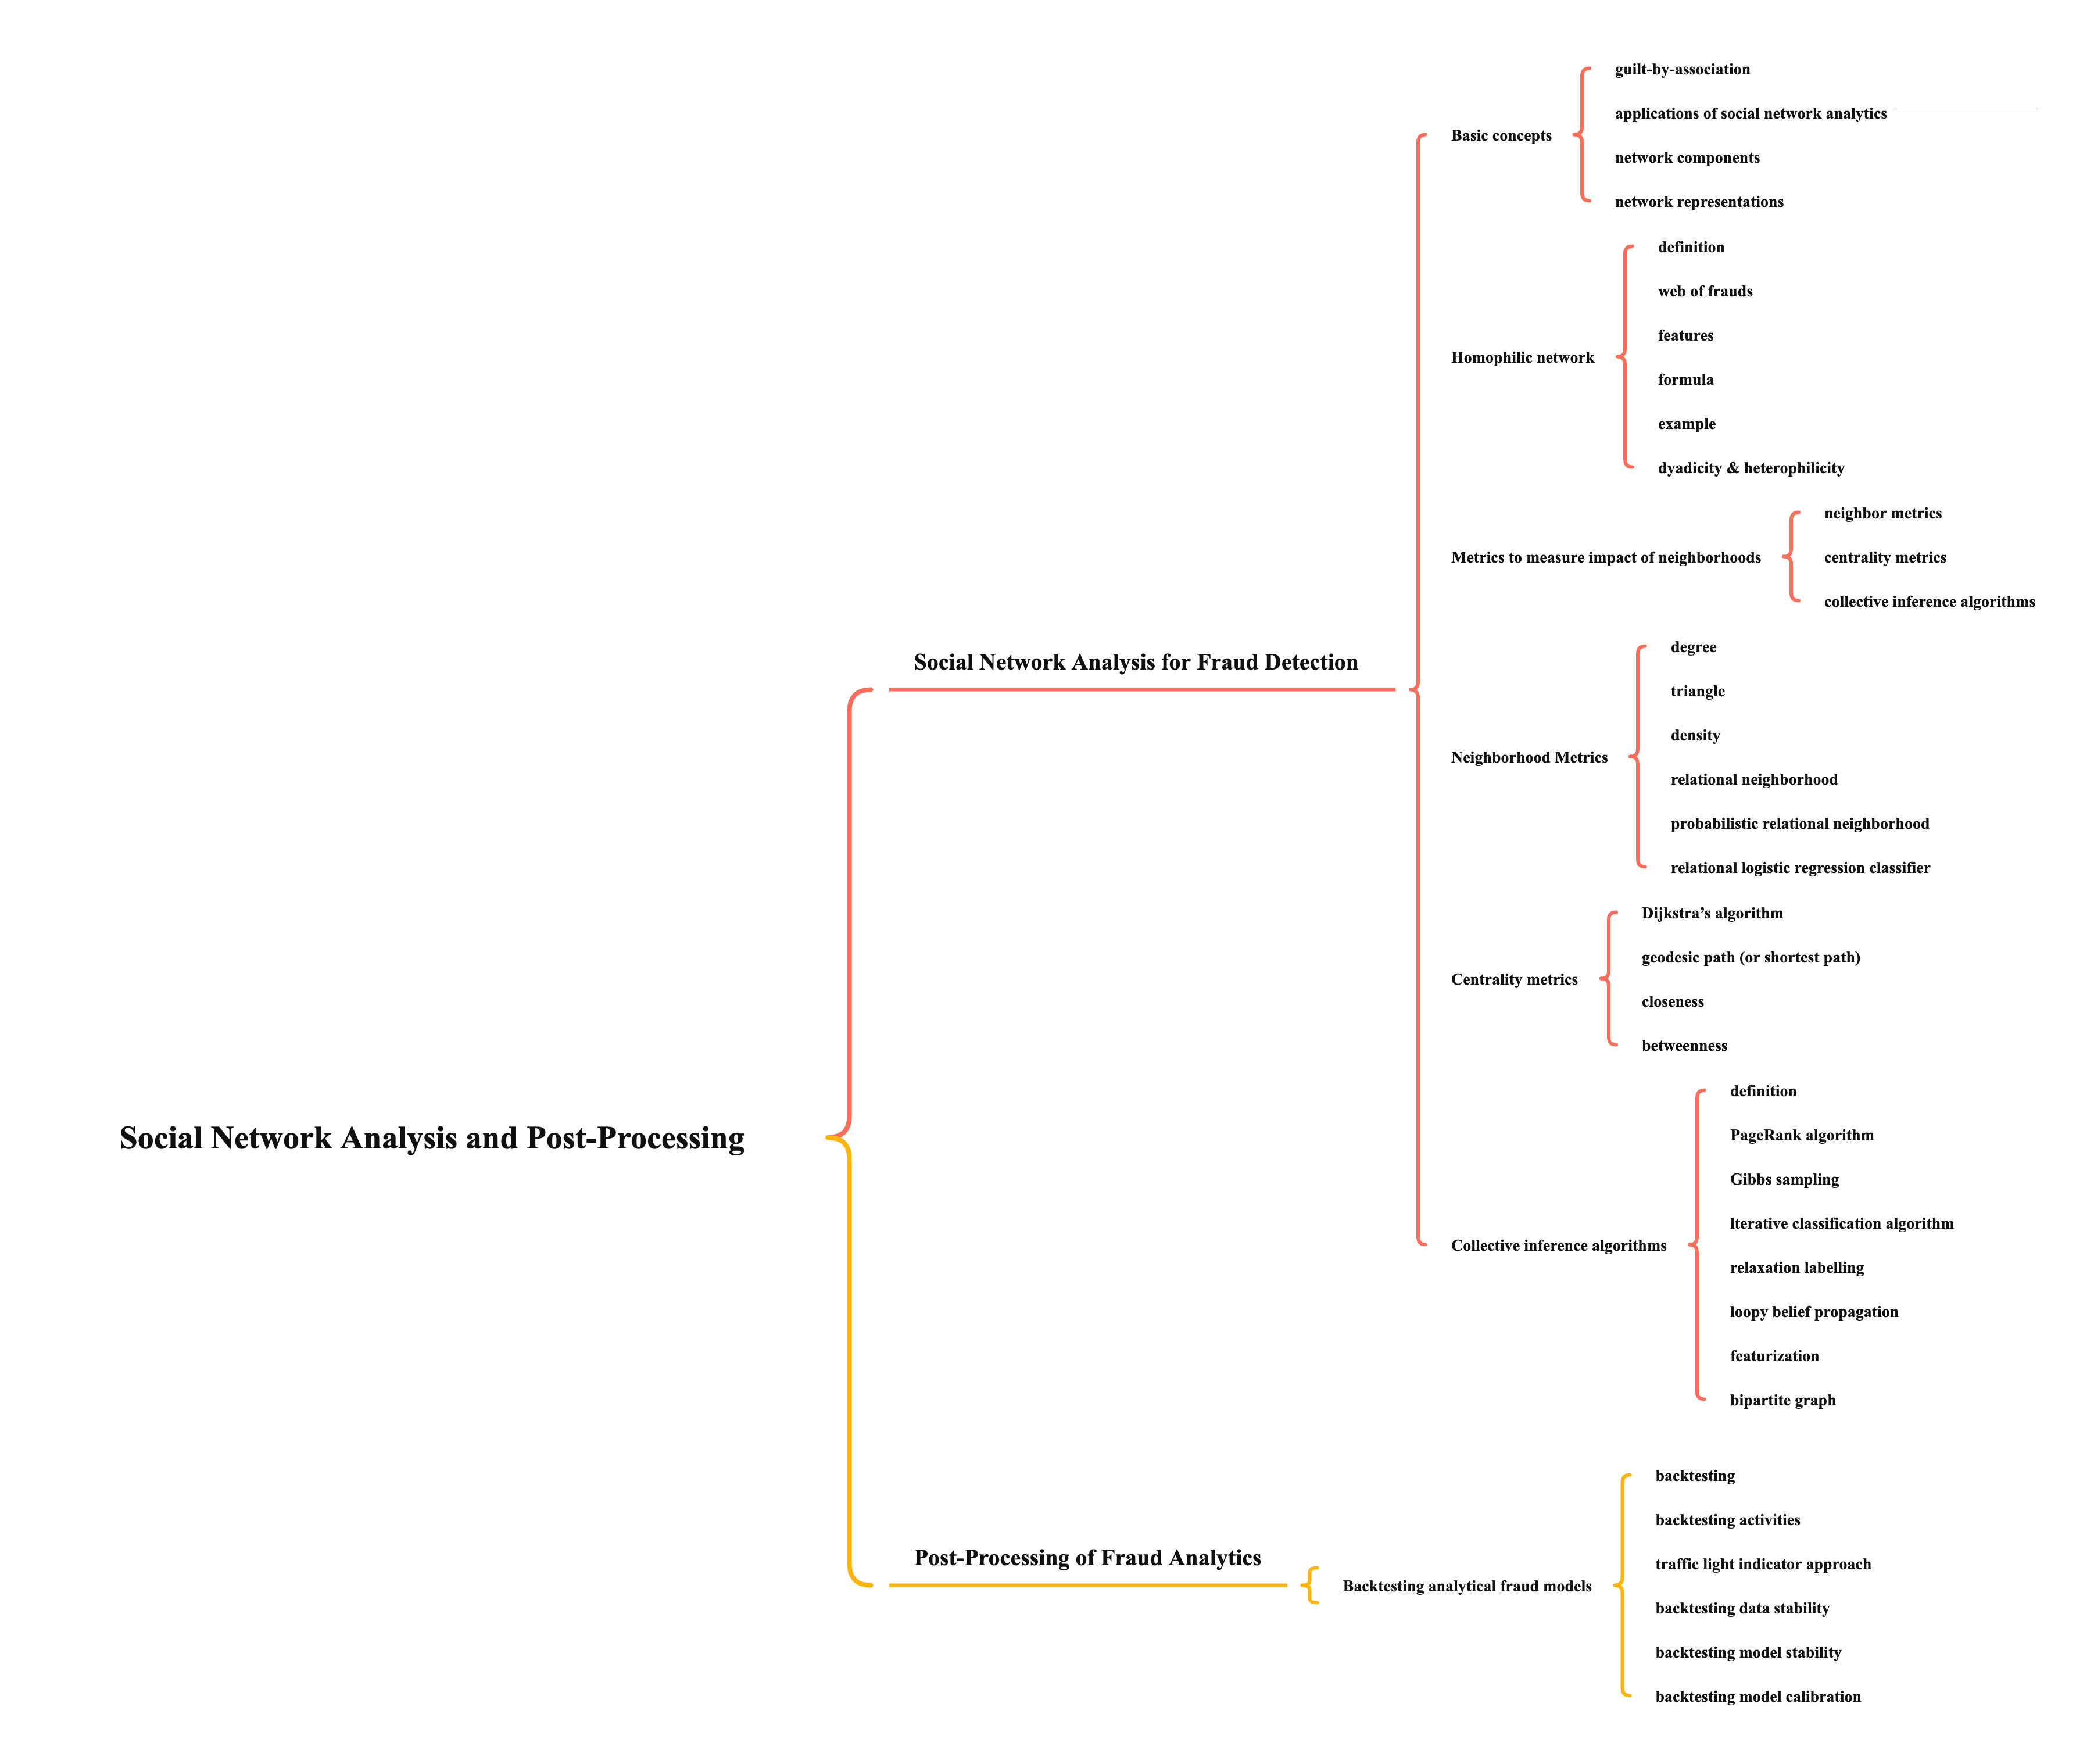 Social Network Analysis and Post-Processing
Social Network Analysis for Fraud Detection
Basic concepts
guilt-by-association
applications of social network analytics
network components
network representations
Homophilic network
definition
web of frauds
features
formula
example
dyadicity & heterophilicity
Metrics to measure impact of neighborhoods
neighbor metrics
centrality metrics
collective inference algorithms
Neighborhood Metrics
degree
triangle
density
relational neighborhood
probabilistic relational neighborhood
relational logistic regression classifier
Centrality metrics
Dijkstra’s algorithm
geodesic path (or shortest path)
closeness
betweenness
Collective inference algorithms
definition
PageRank algorithm
Gibbs sampling
lterative classification algorithm
relaxation labelling
loopy belief propagation
featurization
bipartite graph
Post-Processing of Fraud Analytics
Backtesting analytical fraud models
backtesting
backtesting activities
traffic light indicator approach
backtesting data stability
backtesting model stability
backtesting model calibration